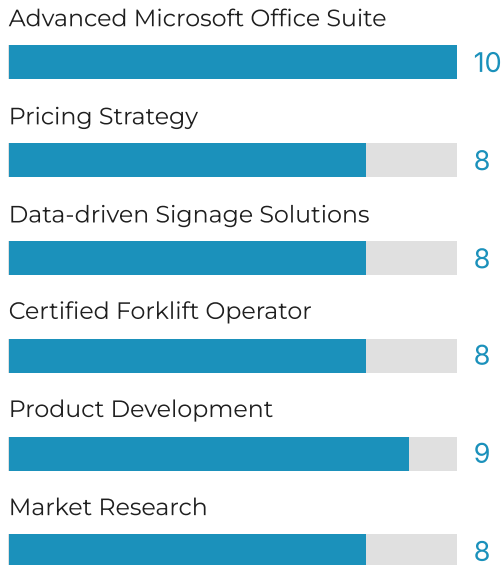 Advanced Microsoft Office Suite
10
Pricing Strategy
8
Data-driven Signage Solutions
8
Certified Forklift Operator
8
Product Development
9
Market Research
8